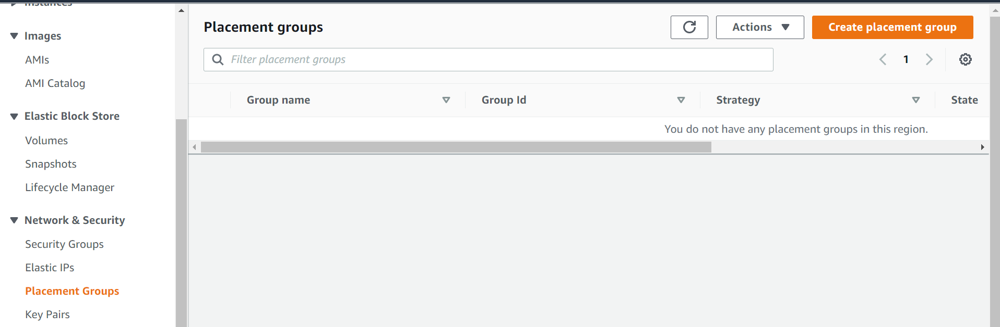 Instances
Images
AMIs
AMI Catalog
Elastic Block Store
Volumes
Snapshots
Lifecycle Manager
Network & Security
Security Groups
Elastic IPs
Placement Groups
Key Pairs
Placement groups
Actions
Create placement group
Filter placement groups
1
Group name Group Id Strategy State
You do not have any placement groups in this region.